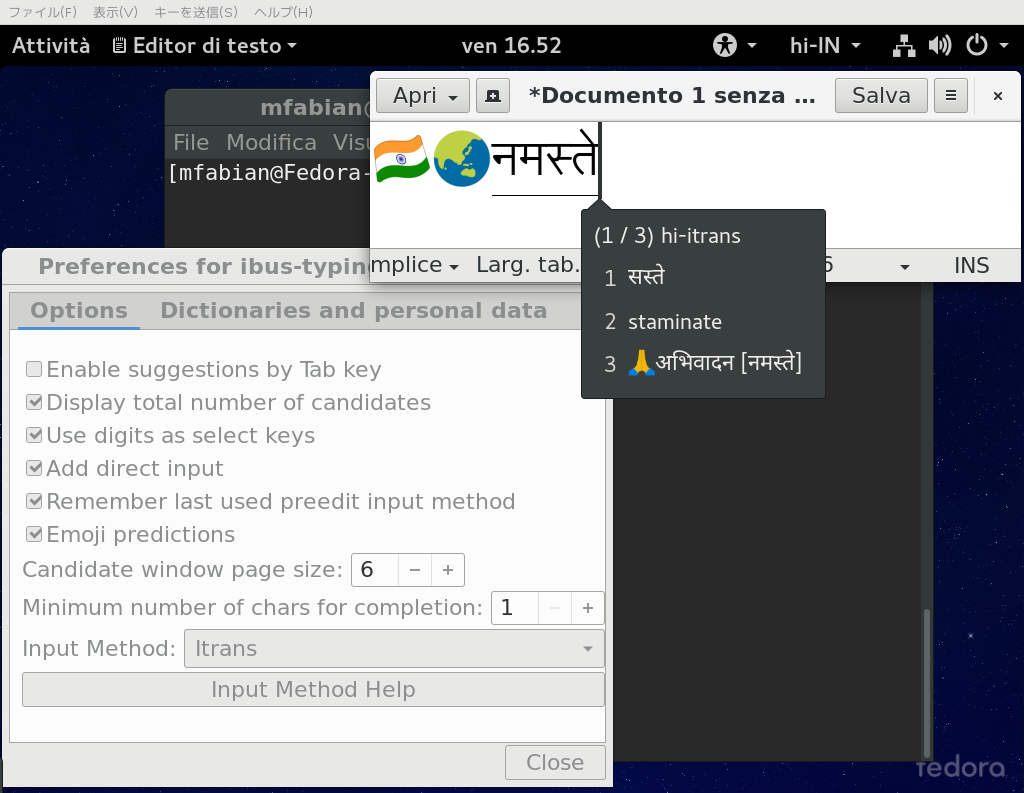 ファイル(F) 表示(V) キーを送信(S) ヘルプ(H)
Attività Editor di testo ven 16.52 hi-IN
mfabian@
File Modifica Visu
[mfabian@Fedora-
Apri *Documento 1 senza … Salva
🇮🇳🌏नमस्ते
mplice Larg. tab. 6 INS
(1 / 3) hi-itrans
1 सस्ते
2 staminate
3 🙏अभिवादन [नमस्ते]
Preferences for ibus-typin
Options Dictionaries and personal data
Enable suggestions by Tab key
Display total number of candidates
Use digits as select keys
Add direct input
Remember last used preedit input method
Emoji predictions
Candidate window page size: 6 − +
Minimum number of chars for completion: 1 − +
Input Method: Itrans
Input Method Help
Close
fedora